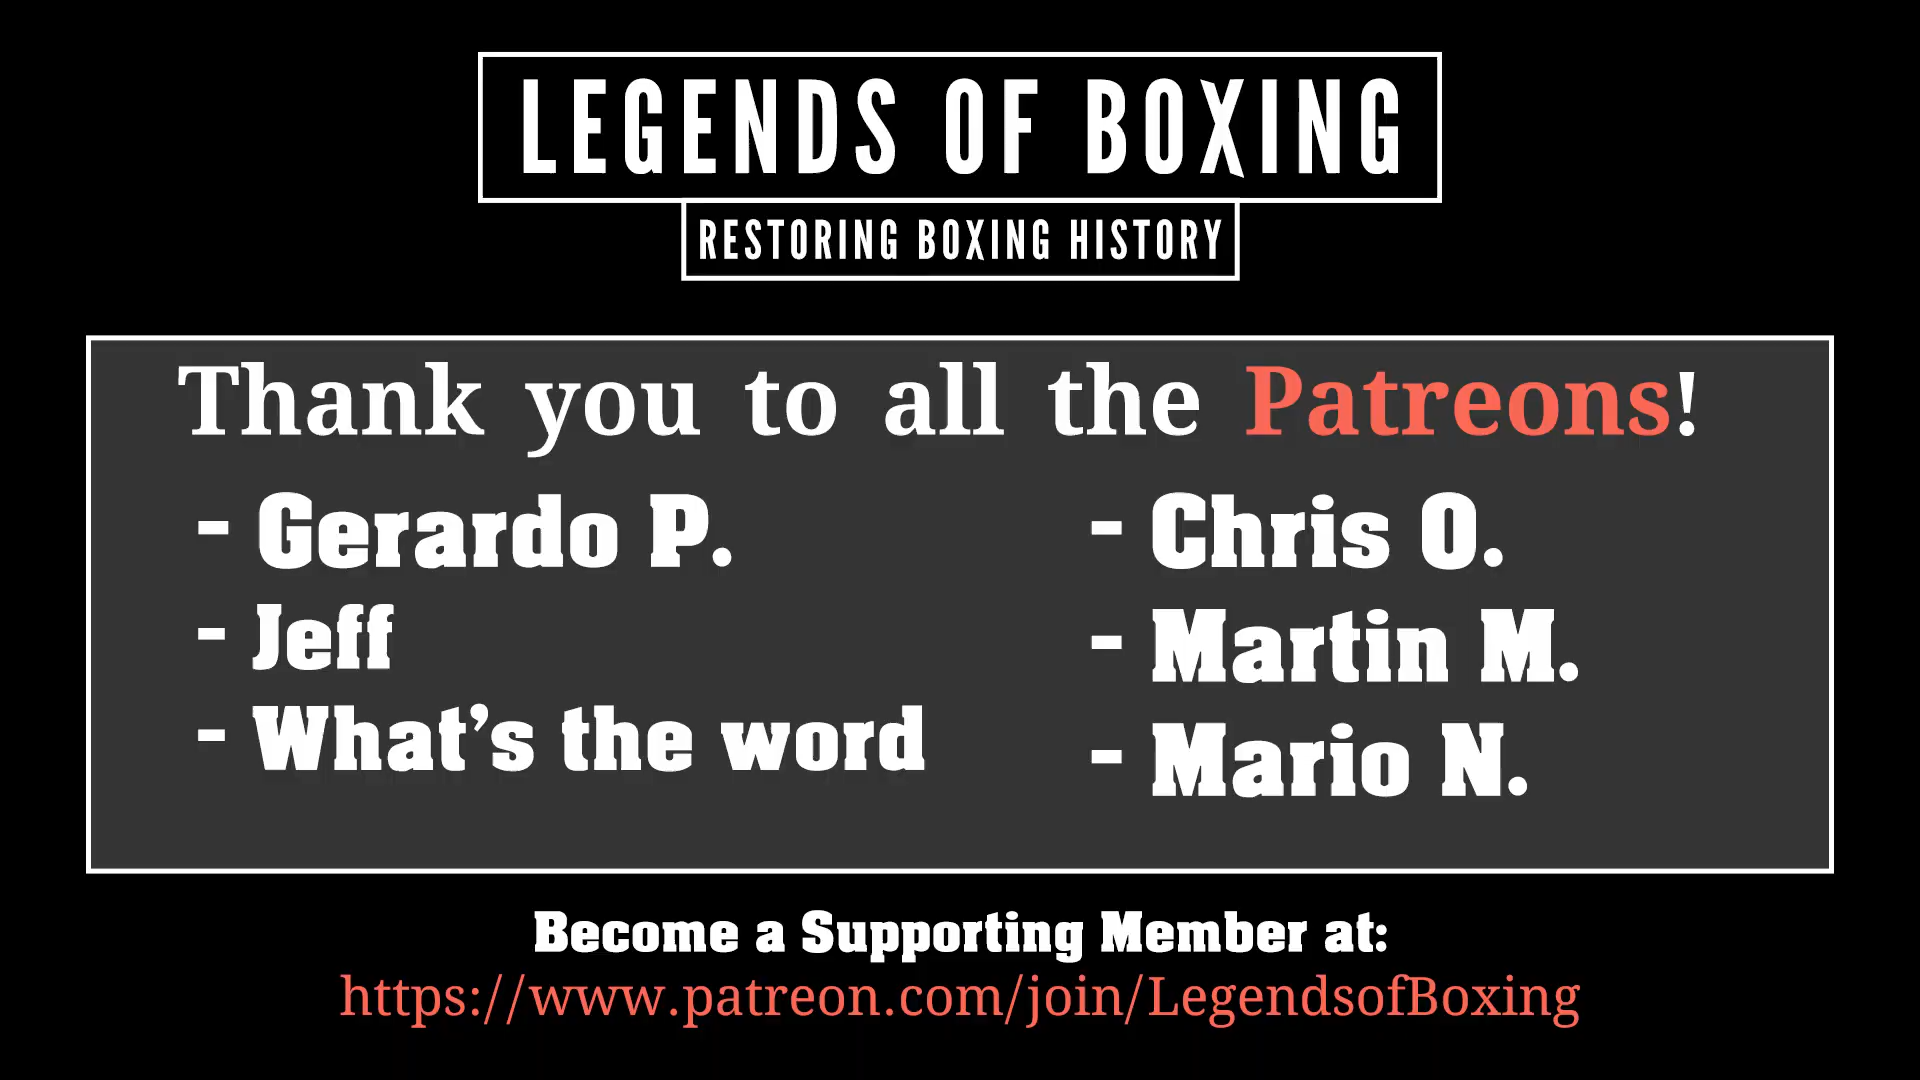 LEGENDS OF BOXING
RESTORING BOXING HISTORY
Thank you to all the Patreons!
- Gerardo P.
- Jeff
- What's the word
- Chris O.
- Martin M.
- Mario N.
Become a Supporting Member at:
https://www.patreon.com/join/LegendsofBoxing